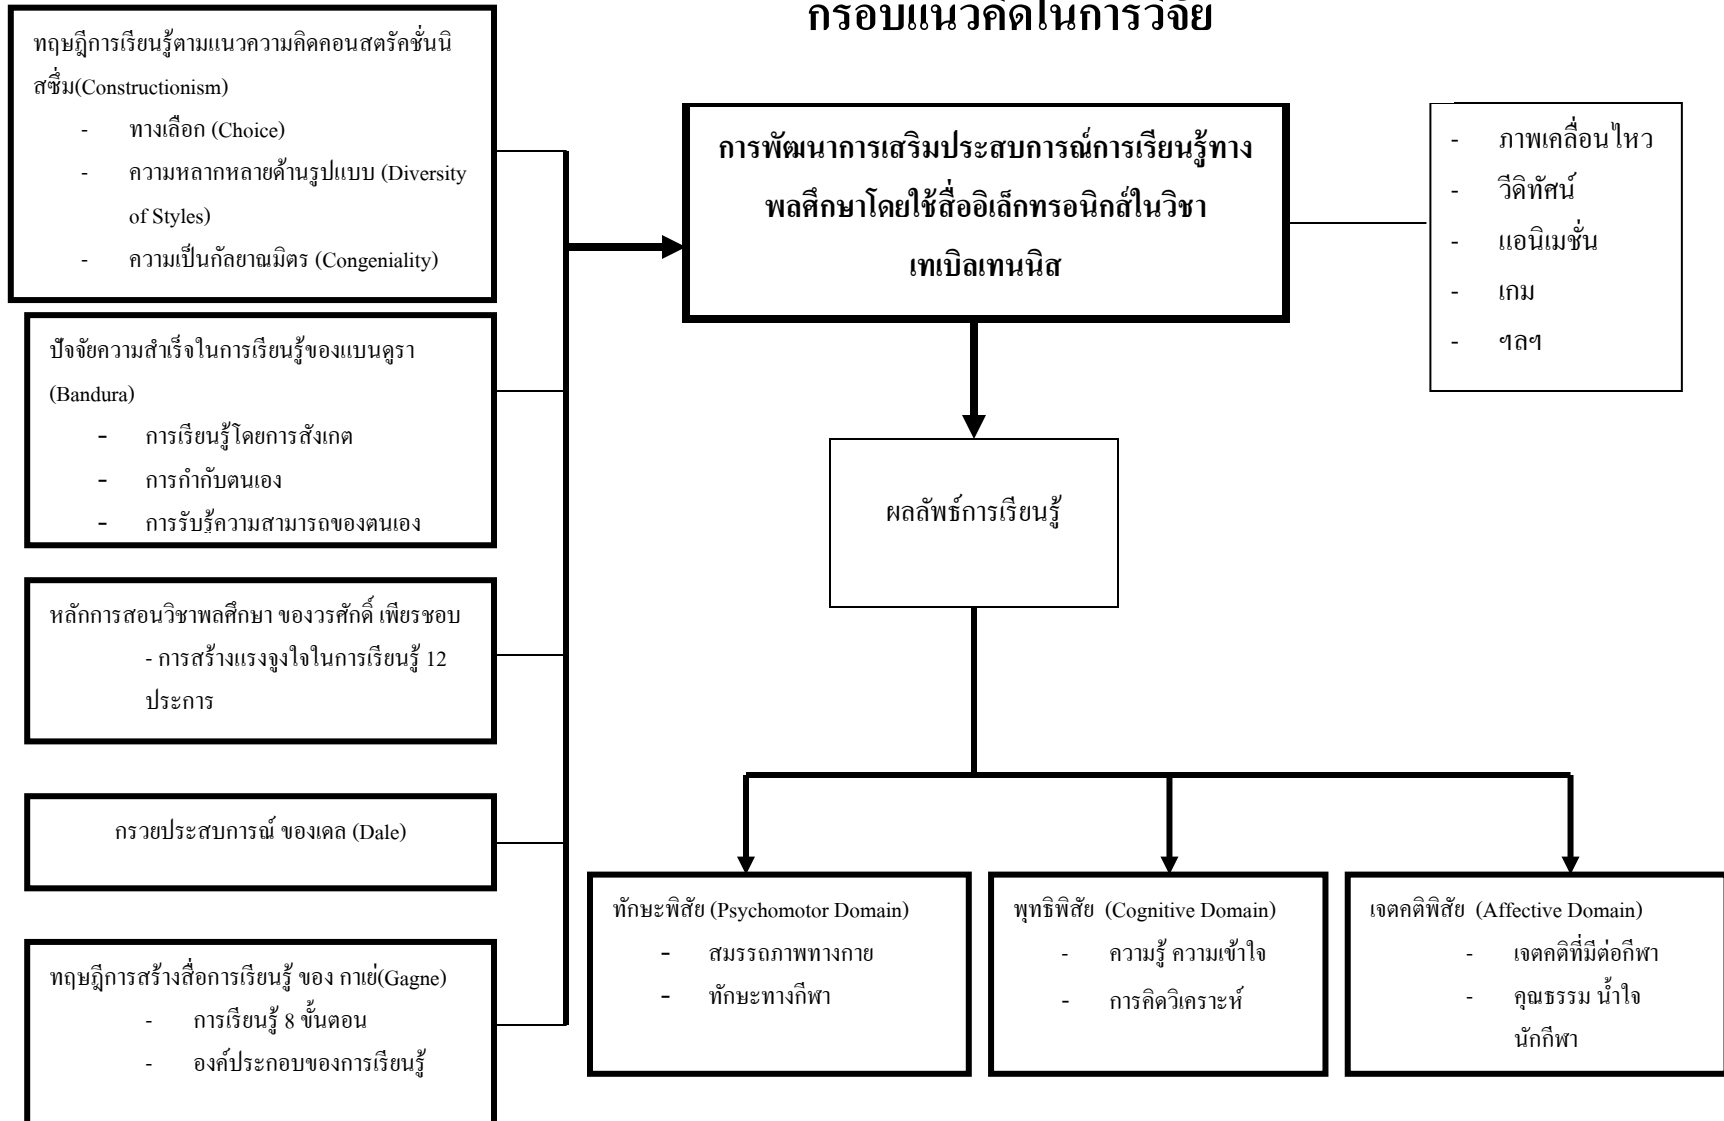 กรอบแนวคิดในการวิจัย
ทฤษฎีการเรียนรู้ตามแนวความคิดคอนสตรัคชั่นนิ
สซึ่ม(Constructionism)
- ทางเลือก (Choice)
- ความหลากหลายด้านรูปแบบ (Diversity
of Styles)
- ความเป็นกัลยาณมิตร (Congeniality)
ปัจจัยความสำเร็จในการเรียนรู้ของแบนดูรา
(Bandura)
- การเรียนรู้โดยการสังเกต
- การกำกับตนเอง
- การรับรู้ความสามารถของตนเอง
หลักการสอนวิชาพลศึกษา ของวรศักดิ์ เพียรชอบ
- การสร้างแรงจูงใจในการเรียนรู้ 12
ประการ
กรวยประสบการณ์ ของเดล (Dale)
ทฤษฎีการสร้างสื่อการเรียนรู้ ของ กาเย่(Gagne)
- การเรียนรู้ 8 ขั้นตอน
- องค์ประกอบของการเรียนรู้
การพัฒนาการเสริมประสบการณ์การเรียนรู้ทาง
พลศึกษาโดยใช้สื่ออิเล็กทรอนิกส์ในวิชา
เทเบิลเทนนิส
- ภาพเคลื่อนไหว
- วีดิทัศน์
- แอนิเมชั่น
- เกม
- ฯลฯ
ผลลัพธ์การเรียนรู้
ทักษะพิสัย (Psychomotor Domain)
- สมรรถภาพทางกาย
- ทักษะทางกีฬา
พุทธิพิสัย (Cognitive Domain)
- ความรู้ ความเข้าใจ
- การคิดวิเคราะห์
เจตคติพิสัย (Affective Domain)
- เจตคติที่มีต่อกีฬา
- คุณธรรม น้ำใจ
นักกีฬา